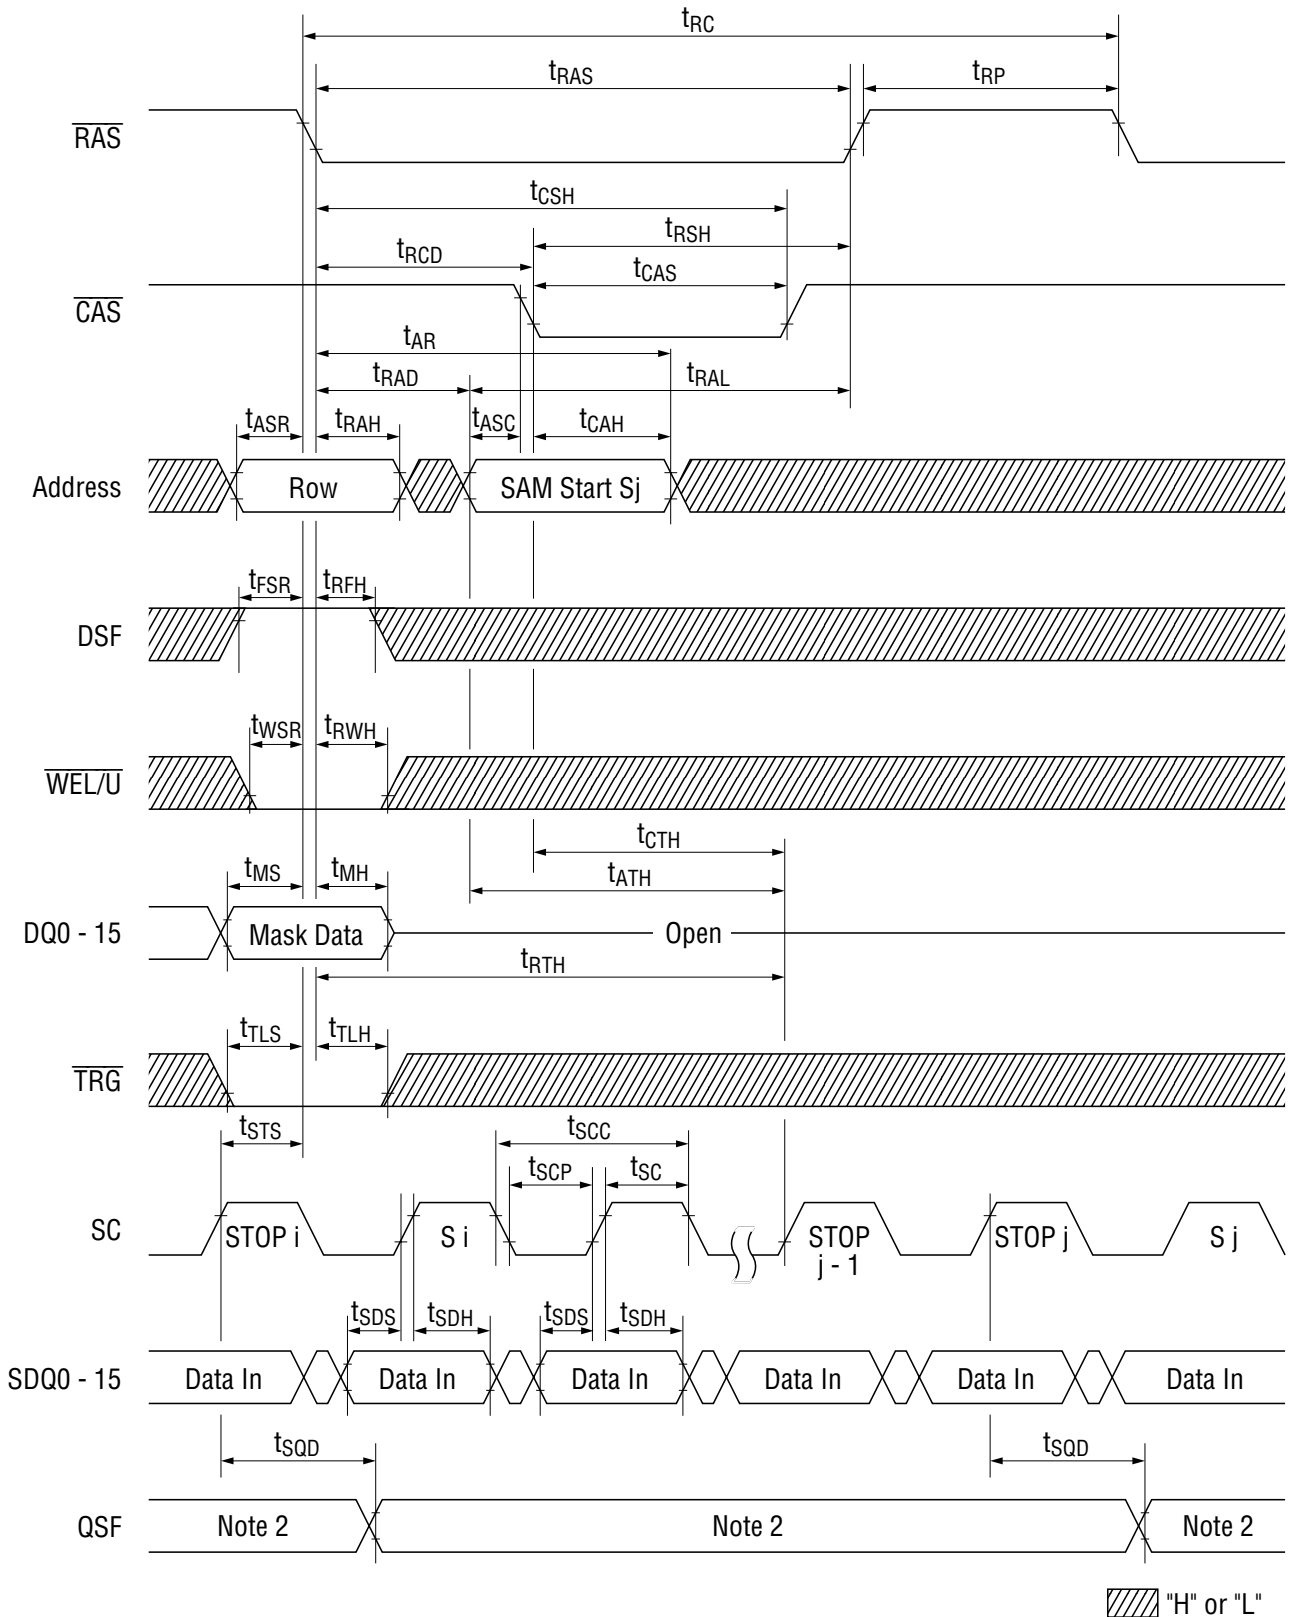 tRC
tRAS
tRP
RAS
tCSH
tRSH
tRCD
tCAS
CAS
tAR
tRAD
tRAL
tASR
tRAH
tASC
tCAH
Address
Row
SAM Start Sj
tFSR
tRFH
DSF
tWSR
tRWH
WEL/U
tCTH
tMS
tMH
tATH
DQ0 - 15
Mask Data
Open
tRTH
tTLS
tTLH
TRG
tSTS
tSCC
tSCP
tSC
SC
STOP i
S i
STOP
j - 1
STOP j
S j
tSDS
tSDH
tSDS
tSDH
SDQ0 - 15
Data In
Data In
Data In
Data In
Data In
Data In
tSQD
tSQD
QSF
Note 2
Note 2
Note 2
"H" or "L"